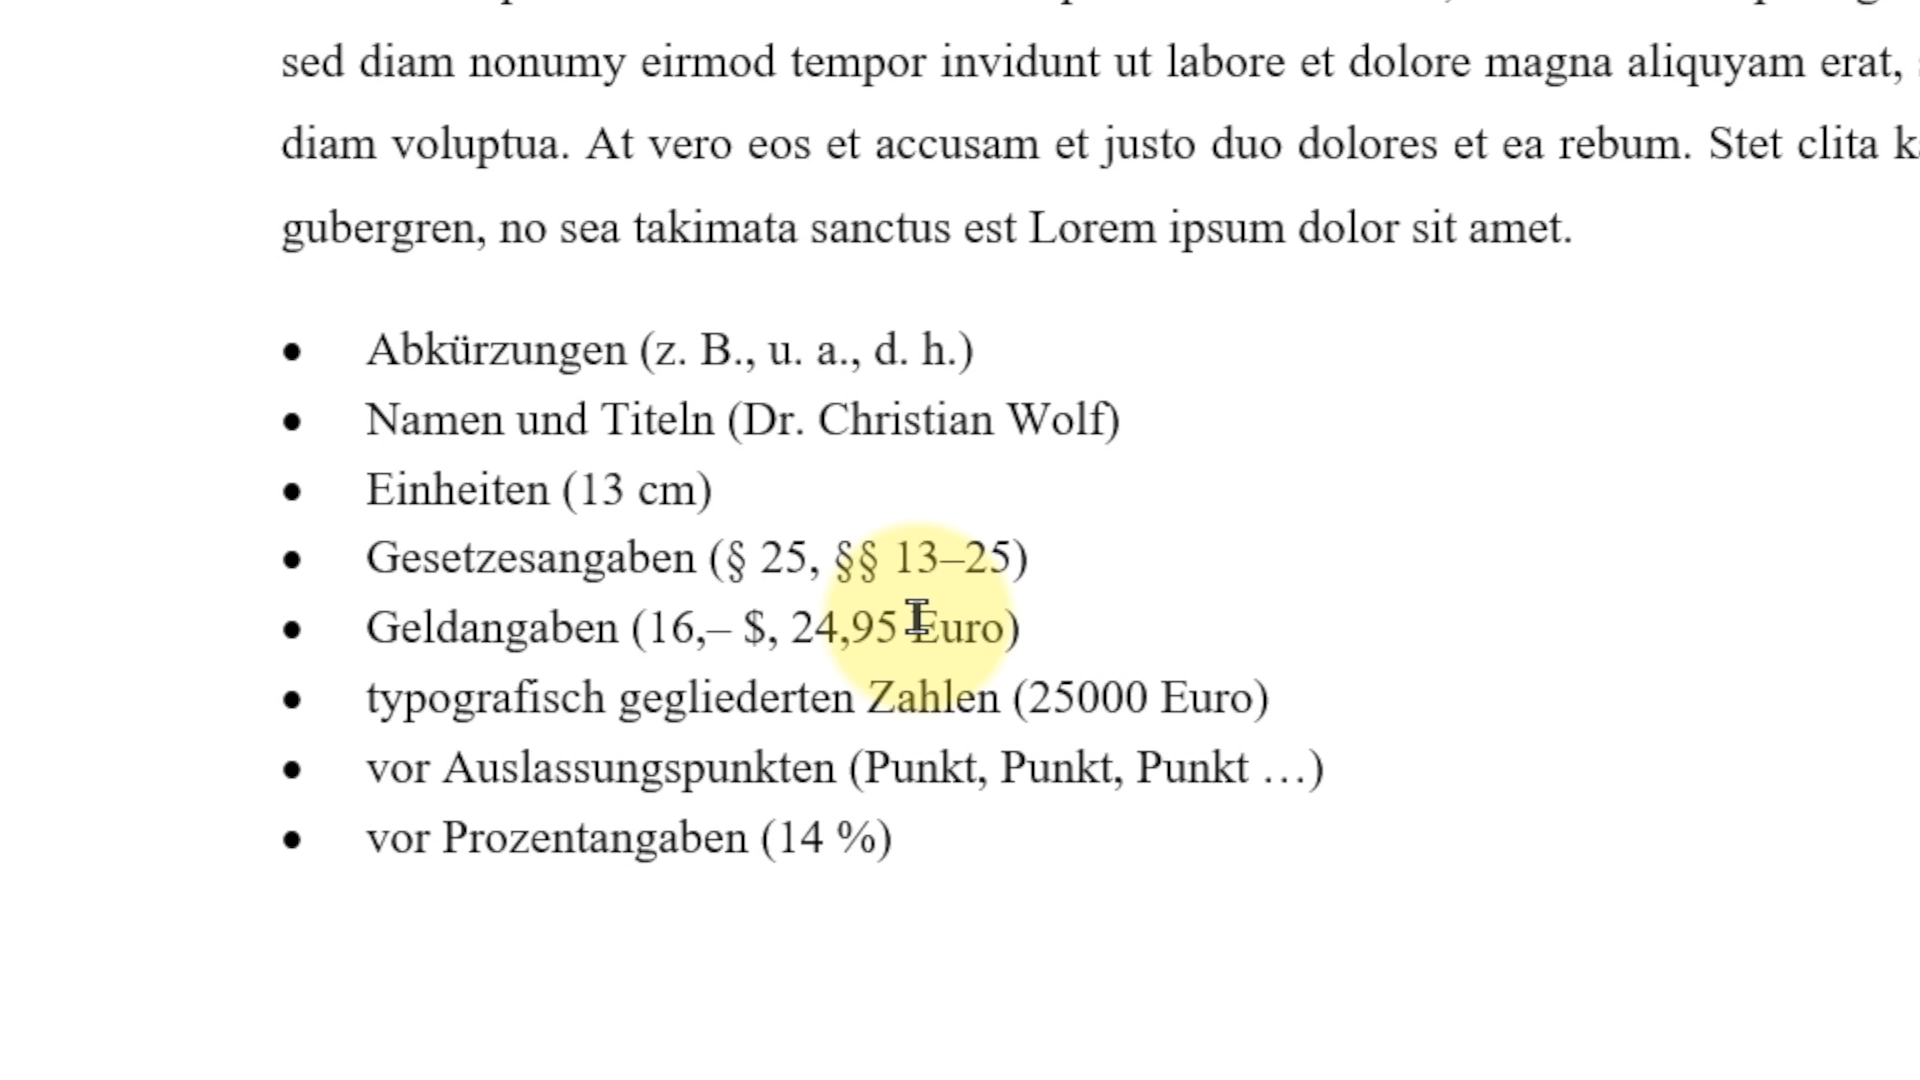 sed diam nonumy eirmod tempor invidunt ut labore et dolore magna aliquyam erat,
diam voluptua. At vero eos et accusam et justo duo dolores et ea rebum. Stet clita
gubergren, no sea takimata sanctus est Lorem ipsum dolor sit amet.
• Abkürzungen (z. B., u. a., d. h.)
• Namen und Titeln (Dr. Christian Wolf)
• Einheiten (13 cm)
• Gesetzesangaben (§ 25, §§ 13–25)
• Geldangaben (16,– $, 24,95 Euro)
• typografisch gegliederten Zahlen (25000 Euro)
• vor Auslassungspunkten (Punkt, Punkt, Punkt …)
• vor Prozentangaben (14 %)